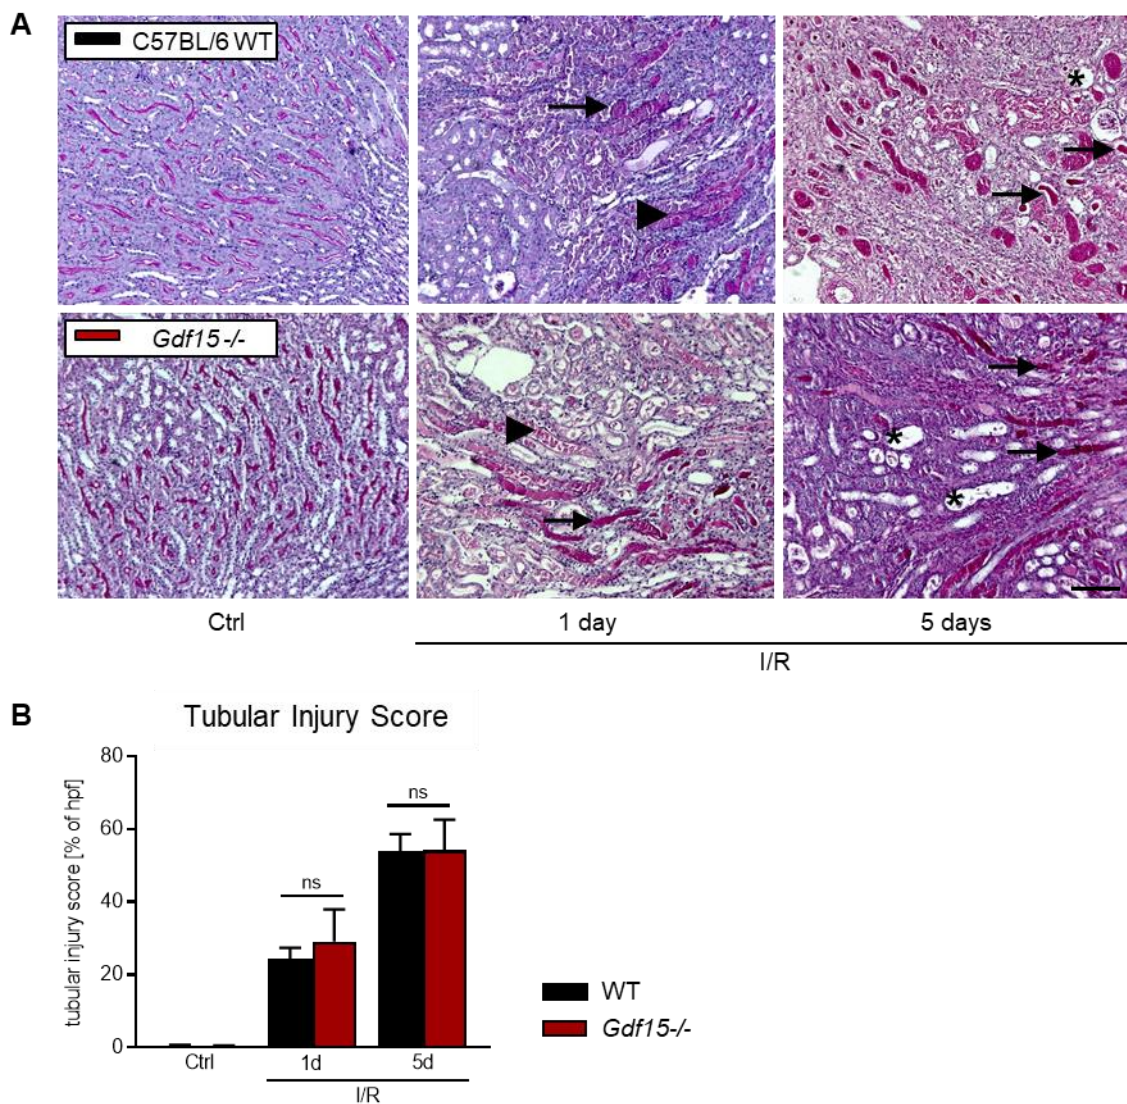 A
C57BL/6 WT
*
Gdf15-/-
*
*
Ctrl
1 day
5 days
I/R
B
Tubular Injury Score
tubular injury score [% of hpf]
80
60
40
20
0
ns
ns
Ctrl
1d
5d
I/R
WT
Gdf15-/-